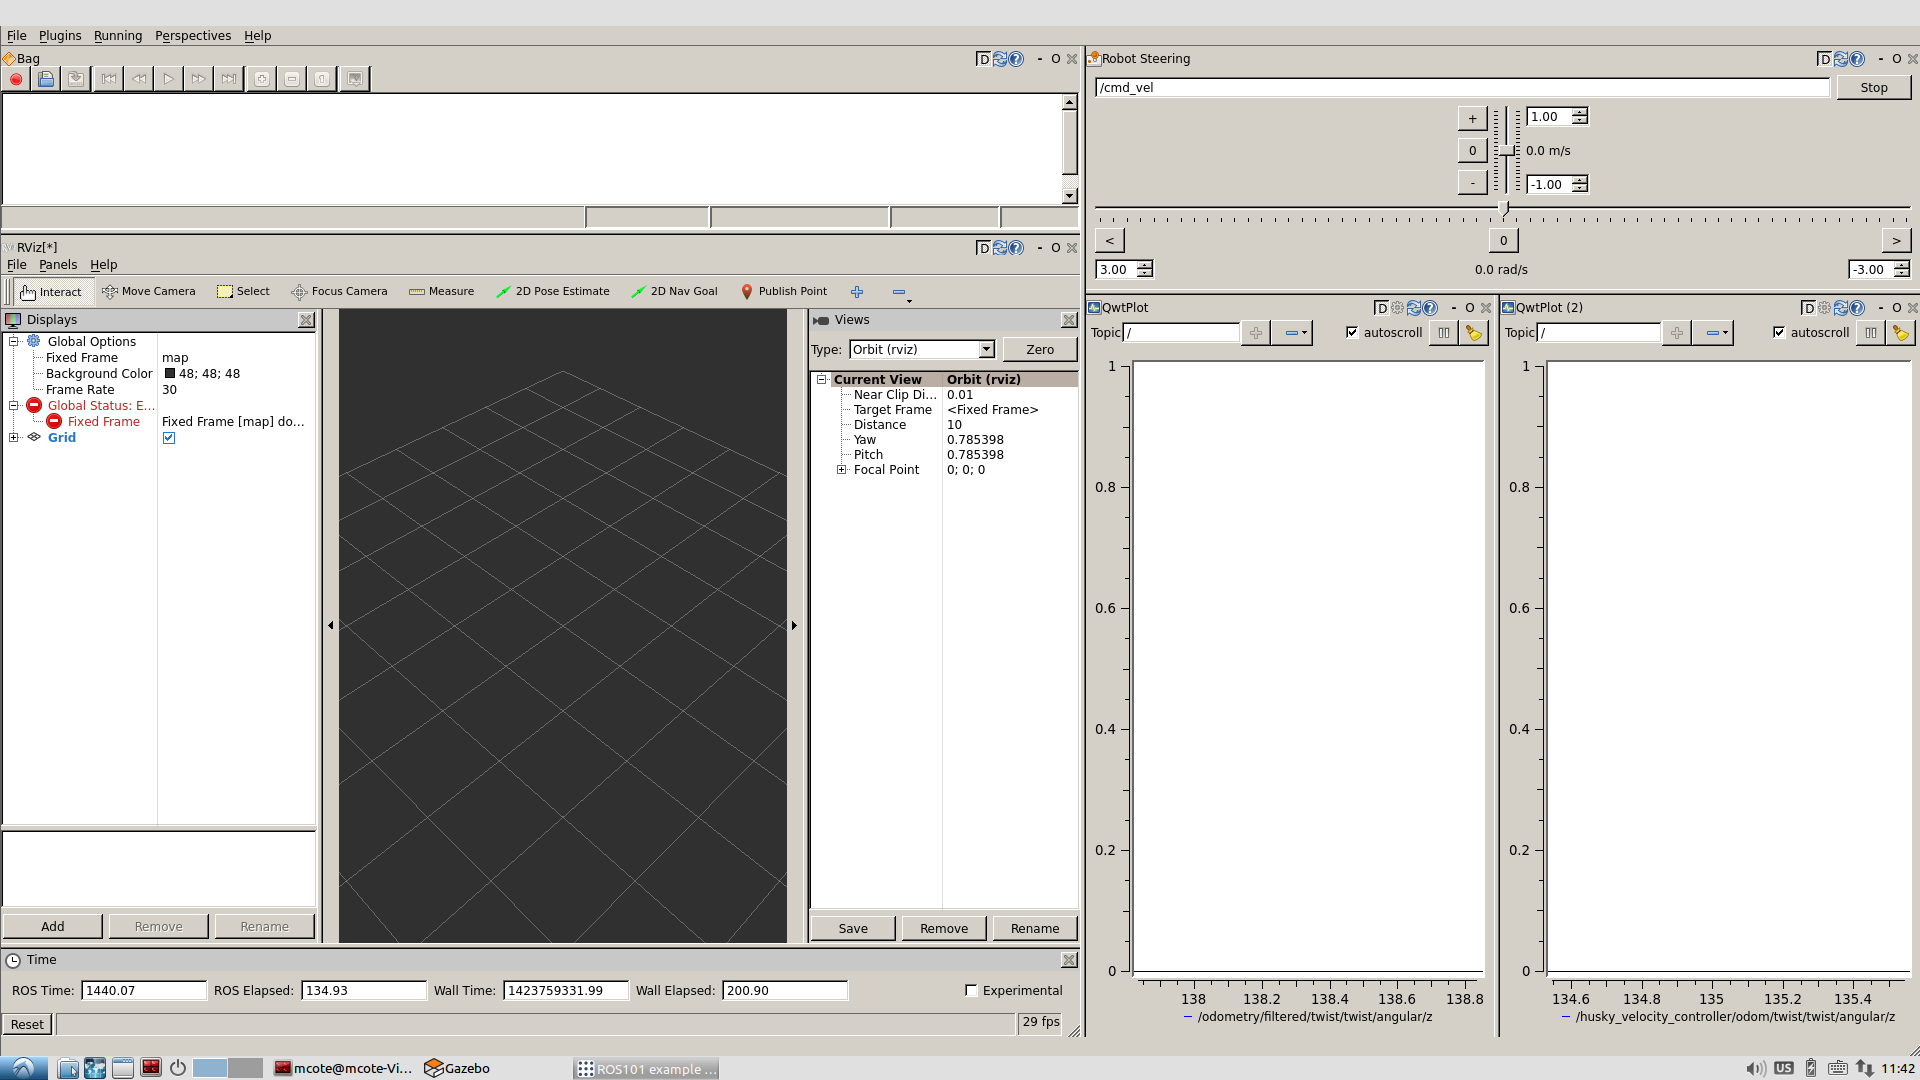 File Plugins Running Perspectives Help
Bag
D - O
RViz[*]
D - O
File Panels Help
Interact Move Camera Select Focus Camera Measure 2D Pose Estimate 2D Nav Goal Publish Point
Displays
Global Options
Fixed Frame map
Background Color 48; 48; 48
Frame Rate 30
Global Status: E...
Fixed Frame Fixed Frame [map] do...
Grid
Add Remove Rename
Views
Type: Orbit (rviz) Zero
Current View Orbit (rviz)
Near Clip Di... 0.01
Target Frame <Fixed Frame>
Distance 10
Yaw 0.785398
Pitch 0.785398
Focal Point 0; 0; 0
Save Remove Rename
Time
ROS Time: 1440.07 ROS Elapsed: 134.93 Wall Time: 1423759331.99 Wall Elapsed: 200.90 Experimental
Reset 29 fps
Robot Steering
D - O
/cmd_vel Stop
+ 1.00
0 0.0 m/s
- -1.00
< 0 >
3.00 0.0 rad/s -3.00
QwtPlot
D - O
Topic / autoscroll
1
0.8
0.6
0.4
0.2
0
138 138.2 138.4 138.6 138.8
/odometry/filtered/twist/twist/angular/z
QwtPlot (2)
D - O
Topic / autoscroll
1
0.8
0.6
0.4
0.2
0
134.6 134.8 135 135.2 135.4
/husky_velocity_controller/odom/twist/twist/angular/z
mcote@mcote-Vi... Gazebo ROS101 example ... US 11:42